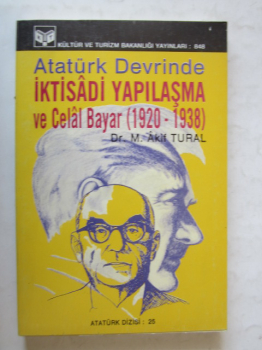 KÜLTÜR VE TURİZM BAKANLIĞI YAYINLARI : 848
Atatürk Devrinde
İKTİSÂDİ YAPILAŞMA
ve Celâl Bayar (1920 - 1938)
Dr. M. Âkif TURAL
ATATÜRK DİZİSİ : 25